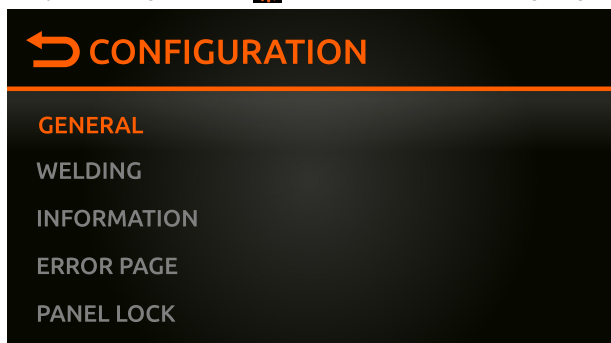 CONFIGURATION
GENERAL
WELDING
INFORMATION
ERROR PAGE
PANEL LOCK